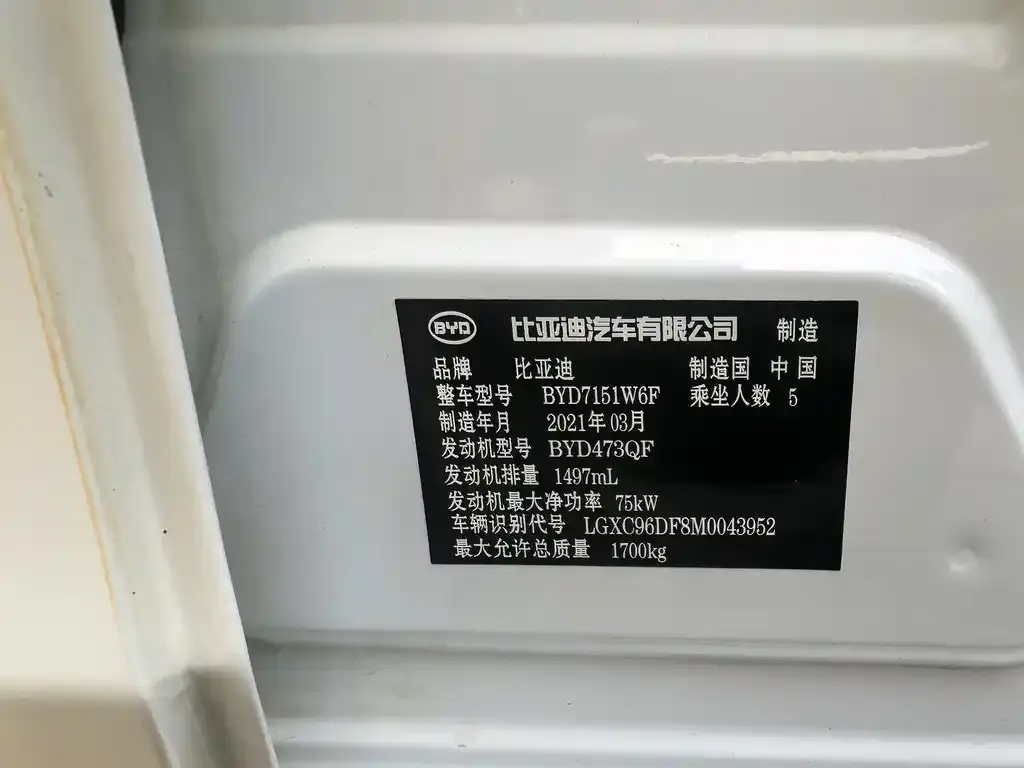 BYD 比亚迪汽车有限公司 制造
品牌 比亚迪 制造国 中国
整车型号 BYD7151W6F 乘坐人数 5
制造年月 2021年03月
发动机型号 BYD473QF
发动机排量 1497mL
发动机最大净功率 75kW
车辆识别代号 LGXC96DF8M0043952
最大允许总质量 1700kg